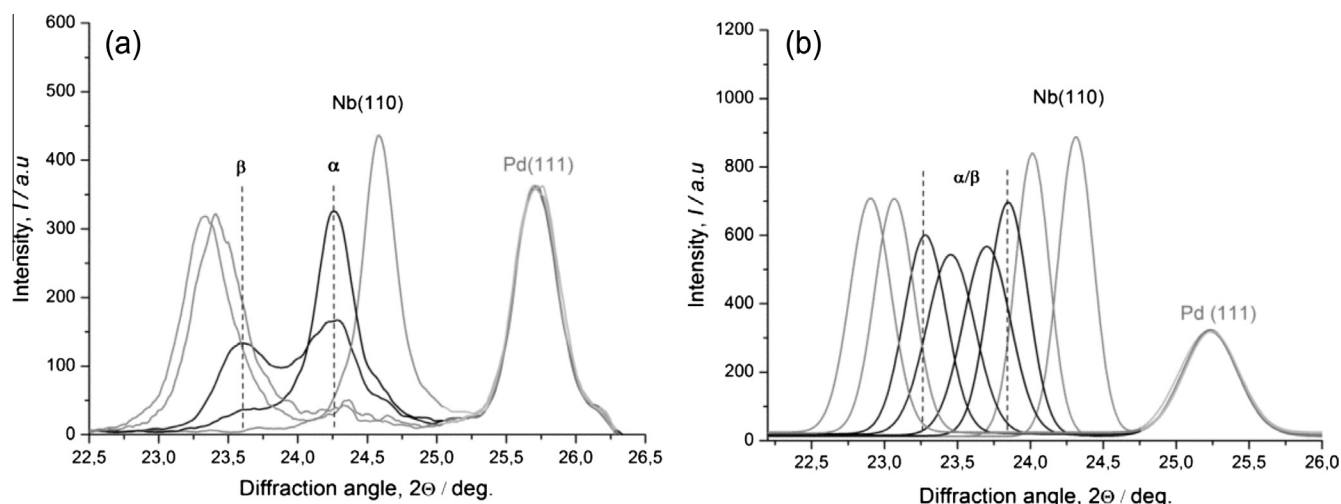 (a)
600
500
400
300
200
100
0
Intensity, I / a.u
Nb(110)
β
α
Pd(111)
22,5 23,0 23,5 24,0 24,5 25,0 25,5 26,0 26,5
Diffraction angle, 2Θ / deg.
(b)
1200
1000
800
600
400
200
0
Intensity, I / a.u
Nb(110)
α/β
Pd (111)
22,5 23,0 23,5 24,0 24,5 25,0 25,5 26,0
Diffraction angle, 2Θ / deg.